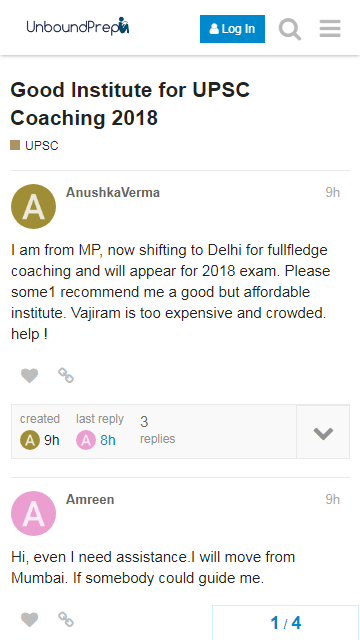 UnboundPrep
Log In
Good Institute for UPSC
Coaching 2018
UPSC
A
AnushkaVerma
9h
I am from MP, now shifting to Delhi for fullfledge
coaching and will appear for 2018 exam. Please
some1 recommend me a good but affordable
institute. Vajiram is too expensive and crowded.
help !
created
last reply
3
A 9h
A 8h
replies
A
Amreen
9h
Hi, even I need assistance.I will move from
Mumbai. If somebody could guide me.
1 / 4